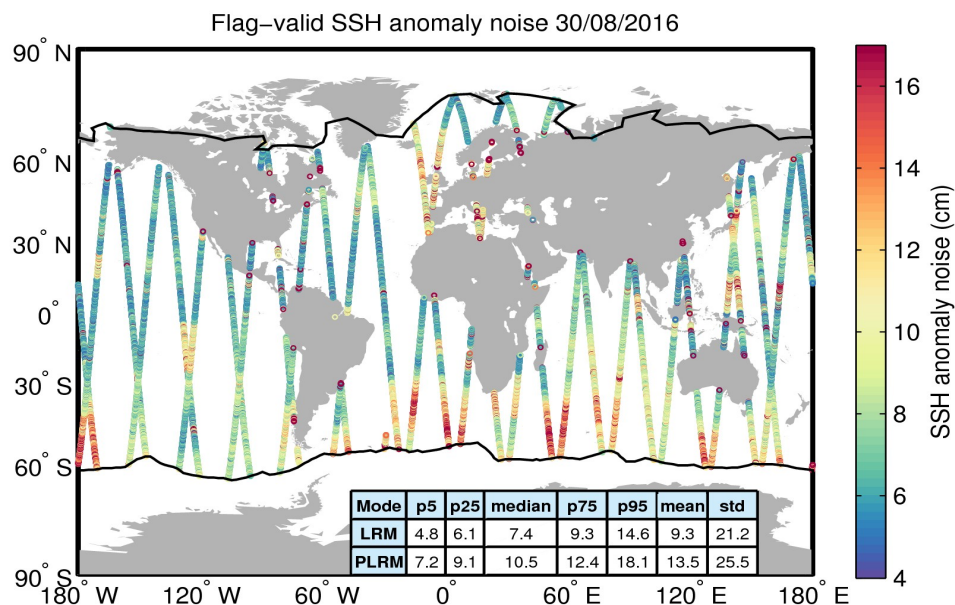 Flag−valid SSH anomaly noise 30/08/2016
90° N
60° N
30° N
0°
30° S
60° S
90° S
180° W
120° W
60° W
0°
60° E
120° E
180° E
Mode p5 p25 median p75 p95 mean std
LRM 4.8 6.1 7.4 9.3 14.6 9.3 21.2
PLRM 7.2 9.1 10.5 12.4 18.1 13.5 25.5
16
14
12
10
8
6
4
SSH anomaly noise (cm)